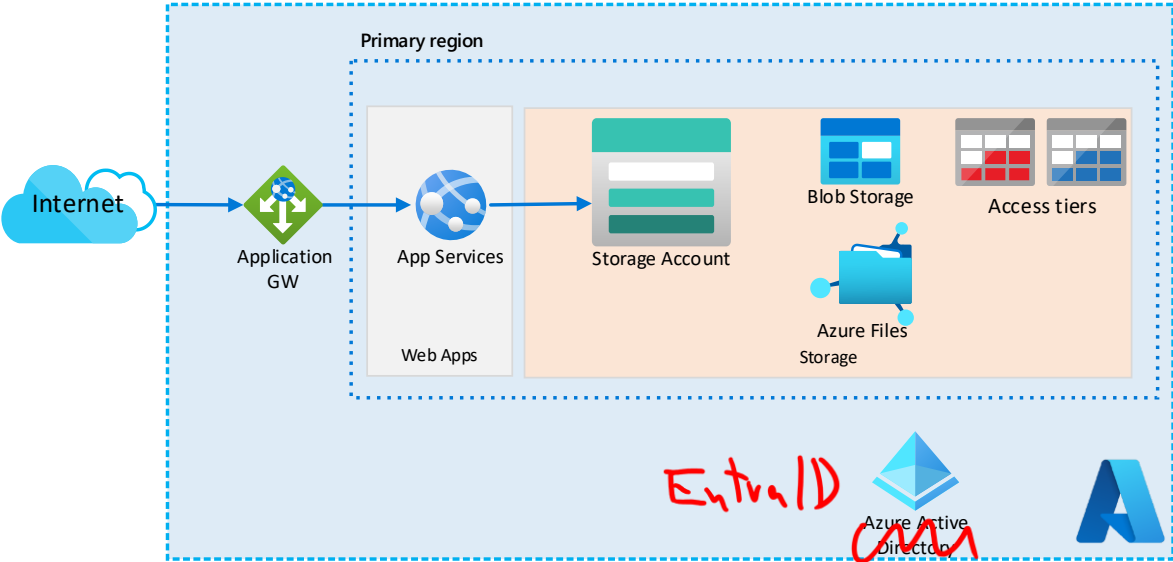 Primary region
Internet
Application
GW
App Services
Web Apps
Storage Account
Blob Storage
Access tiers
Azure Files
Storage
EntraID
Azure Active
Directory